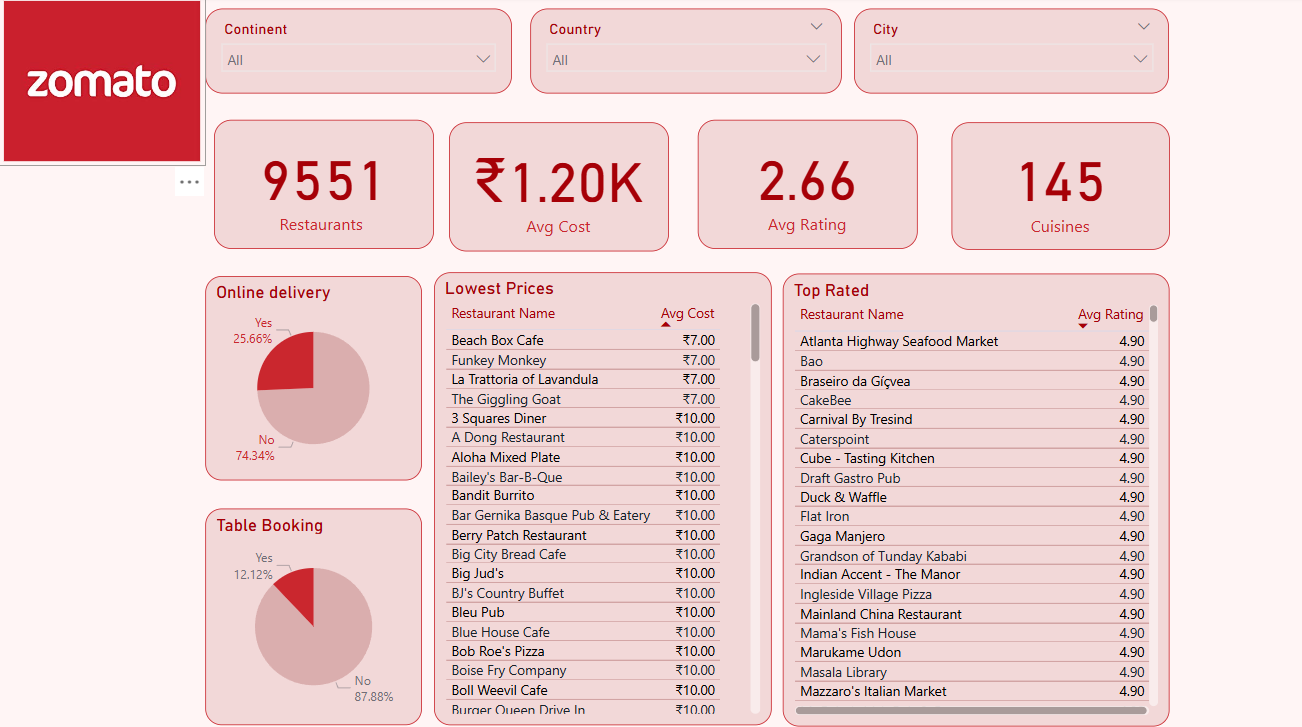 zomato
Continent
All
Country
All
City
All
9551
Restaurants
₹1.20K
Avg Cost
2.66
Avg Rating
145
Cuisines
Online delivery
Yes
25.66%
No
74.34%
Table Booking
Yes
12.12%
No
87.88%
Lowest Prices
Restaurant Name Avg Cost
Beach Box Cafe ₹7.00
Funkey Monkey ₹7.00
La Trattoria of Lavandula ₹7.00
The Giggling Goat ₹7.00
3 Squares Diner ₹10.00
A Dong Restaurant ₹10.00
Aloha Mixed Plate ₹10.00
Bailey's Bar-B-Que ₹10.00
Bandit Burrito ₹10.00
Bar Gernika Basque Pub & Eatery ₹10.00
Berry Patch Restaurant ₹10.00
Big City Bread Cafe ₹10.00
Big Jud's ₹10.00
BJ's Country Buffet ₹10.00
Bleu Pub ₹10.00
Blue House Cafe ₹10.00
Bob Roe's Pizza ₹10.00
Boise Fry Company ₹10.00
Boll Weevil Cafe ₹10.00
Burger Queen Drive In ₹10.00
Top Rated
Restaurant Name Avg Rating
Atlanta Highway Seafood Market 4.90
Bao 4.90
Braseiro da Gíçvea 4.90
CakeBee 4.90
Carnival By Tresind 4.90
Caterspoint 4.90
Cube - Tasting Kitchen 4.90
Draft Gastro Pub 4.90
Duck & Waffle 4.90
Flat Iron 4.90
Gaga Manjero 4.90
Grandson of Tunday Kababi 4.90
Indian Accent - The Manor 4.90
Ingleside Village Pizza 4.90
Mainland China Restaurant 4.90
Mama's Fish House 4.90
Marukame Udon 4.90
Masala Library 4.90
Mazzaro's Italian Market 4.90